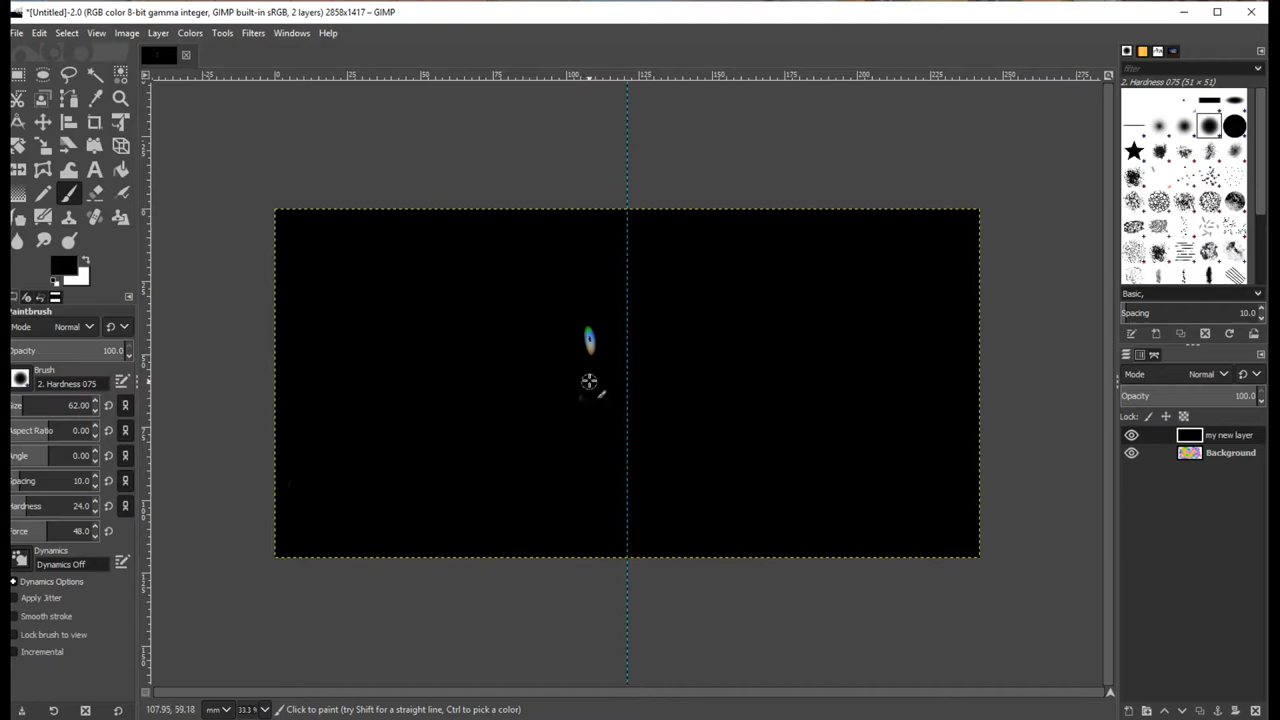 *[Untitled]-2.0 (RGB color 8-bit gamma integer, GIMP built-in sRGB, 2 layers) 2858x1417 – GIMP
File Edit Select View Image Layer Colors Tools Filters Windows Help
filter
2. Hardness 075 (51 × 51)
Basic,
Spacing 10.0
Paintbrush
Mode Normal
Opacity 100.0
Brush
2. Hardness 075
Size 62.00
Aspect Ratio 0.00
Angle 0.00
Spacing 10.0
Hardness 24.0
Force 48.0
Dynamics
Dynamics Off
Dynamics Options
Apply Jitter
Smooth stroke
Lock brush to view
Incremental
Mode Normal
Opacity 100.0
Lock:
my new layer
Background
107.95, 59.18 mm 33.3 % Click to paint (try Shift for a straight line, Ctrl to pick a color)